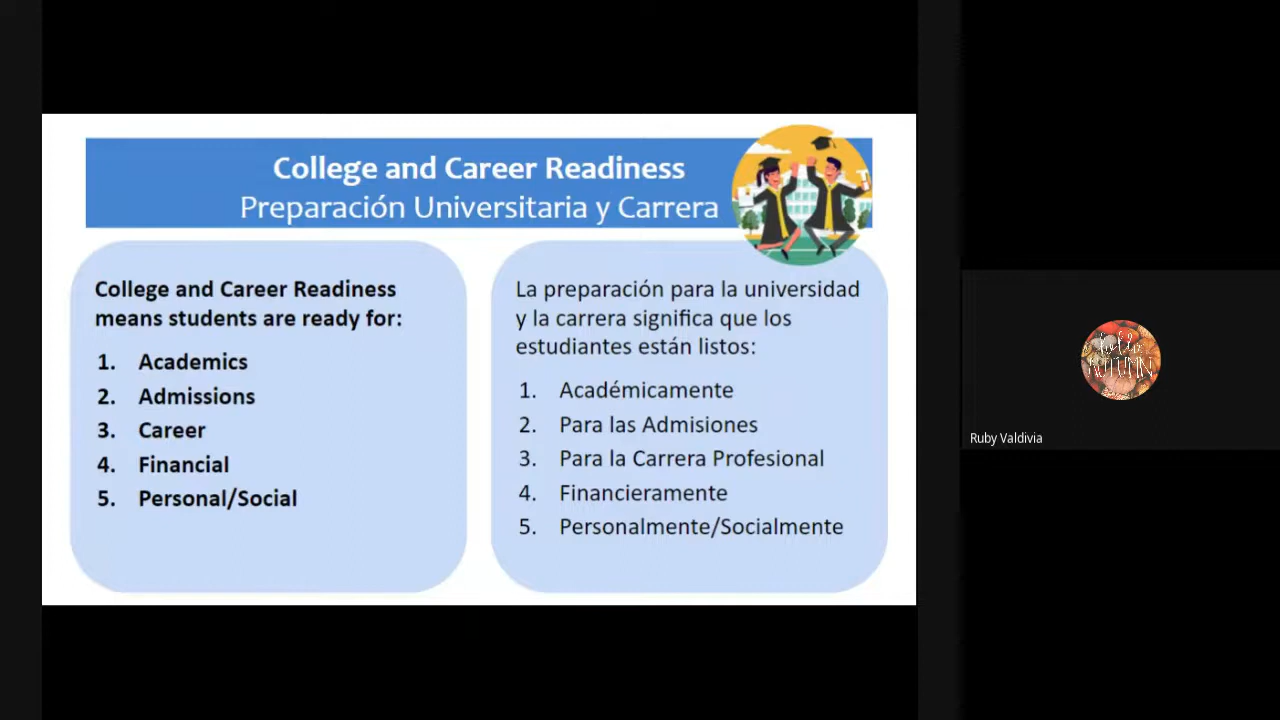 College and Career Readiness
Preparación Universitaria y Carrera
College and Career Readiness
means students are ready for:
1. Academics
2. Admissions
3. Career
4. Financial
5. Personal/Social
La preparación para la universidad
y la carrera significa que los
estudiantes están listos:
1. Académicamente
2. Para las Admisiones
3. Para la Carrera Profesional
4. Financieramente
5. Personalmente/Socialmente
AUTUMN
Ruby Valdivia